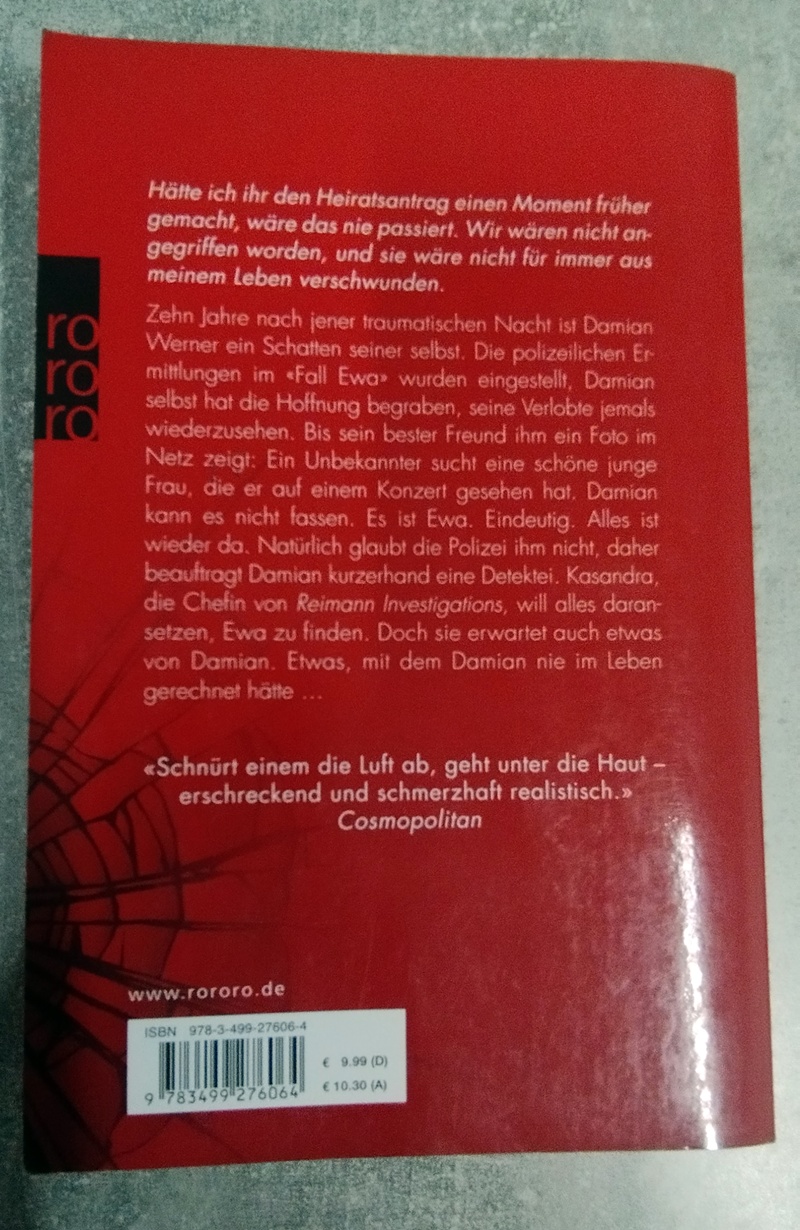 Hätte ich ihr den Heiratsantrag einen Moment früher
gemacht, wäre das nie passiert. Wir wären nicht an-
gegriffen worden, und sie wäre nicht für immer aus
meinem Leben verschwunden.
Zehn Jahre nach jener traumatischen Nacht ist Damian
Werner ein Schatten seiner selbst. Die polizeilichen Er-
mittlungen im «Fall Ewa» wurden eingestellt, Damian
selbst hat die Hoffnung begraben, seine Verlobte jemals
wiederzusehen. Bis sein bester Freund ihm ein Foto im
Netz zeigt: Ein Unbekannter sucht eine schöne junge
Frau, die er auf einem Konzert gesehen hat. Damian
kann es nicht fassen. Es ist Ewa. Eindeutig. Alles ist
wieder da. Natürlich glaubt die Polizei ihm nicht, daher
beauftragt Damian kurzerhand eine Detektei. Kasandra,
die Chefin von Reimann Investigations, will alles daran-
setzen, Ewa zu finden. Doch sie erwartet auch etwas
von Damian. Etwas, mit dem Damian nie im Leben
gerechnet hätte ...
«Schnürt einem die Luft ab, geht unter die Haut –
erschreckend und schmerzhaft realistisch.»
Cosmopolitan
ro
ro
ro
www.rororo.de
ISBN 978-3-499-27606-4
€ 9.99 (D)
€ 10.30 (A)
9 783499 276064